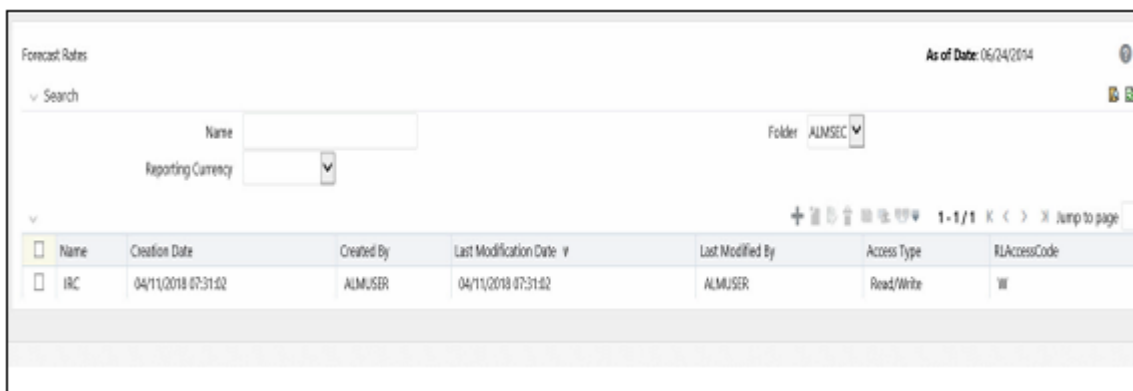 Forecast Rates As of Date: 06/24/2014
Search
Name Folder ALMSEC
Reporting Currency
1-1/1 Jump to page
Name Creation Date Created By Last Modification Date Last Modified By Access Type RLAccessCode
IRC 04/11/2018 07:31:02 ALMUSER 04/11/2018 07:31:02 ALMUSER Read/Write W